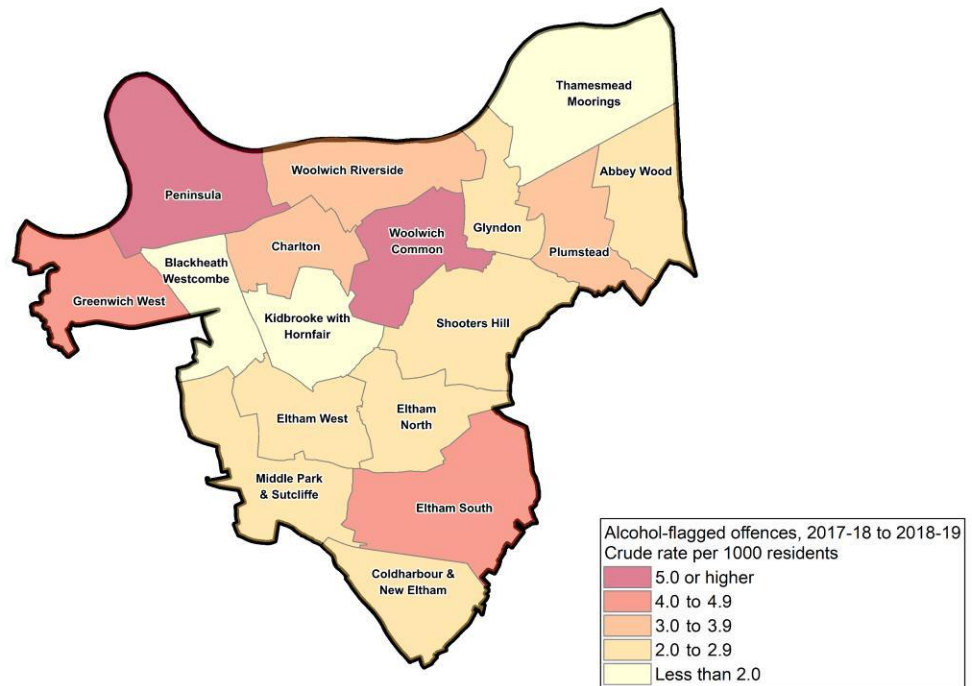 Thamesmead
Moorings
Abbey Wood
Woolwich Riverside
Peninsula
Glyndon
Woolwich
Common
Charlton
Plumstead
Blackheath
Westcombe
Greenwich West
Kidbrooke with
Hornfair
Shooters Hill
Eltham West
Eltham
North
Middle Park
& Sutcliffe
Eltham South
Coldharbour &
New Eltham
Alcohol-flagged offences, 2017-18 to 2018-19
Crude rate per 1000 residents
5.0 or higher
4.0 to 4.9
3.0 to 3.9
2.0 to 2.9
Less than 2.0